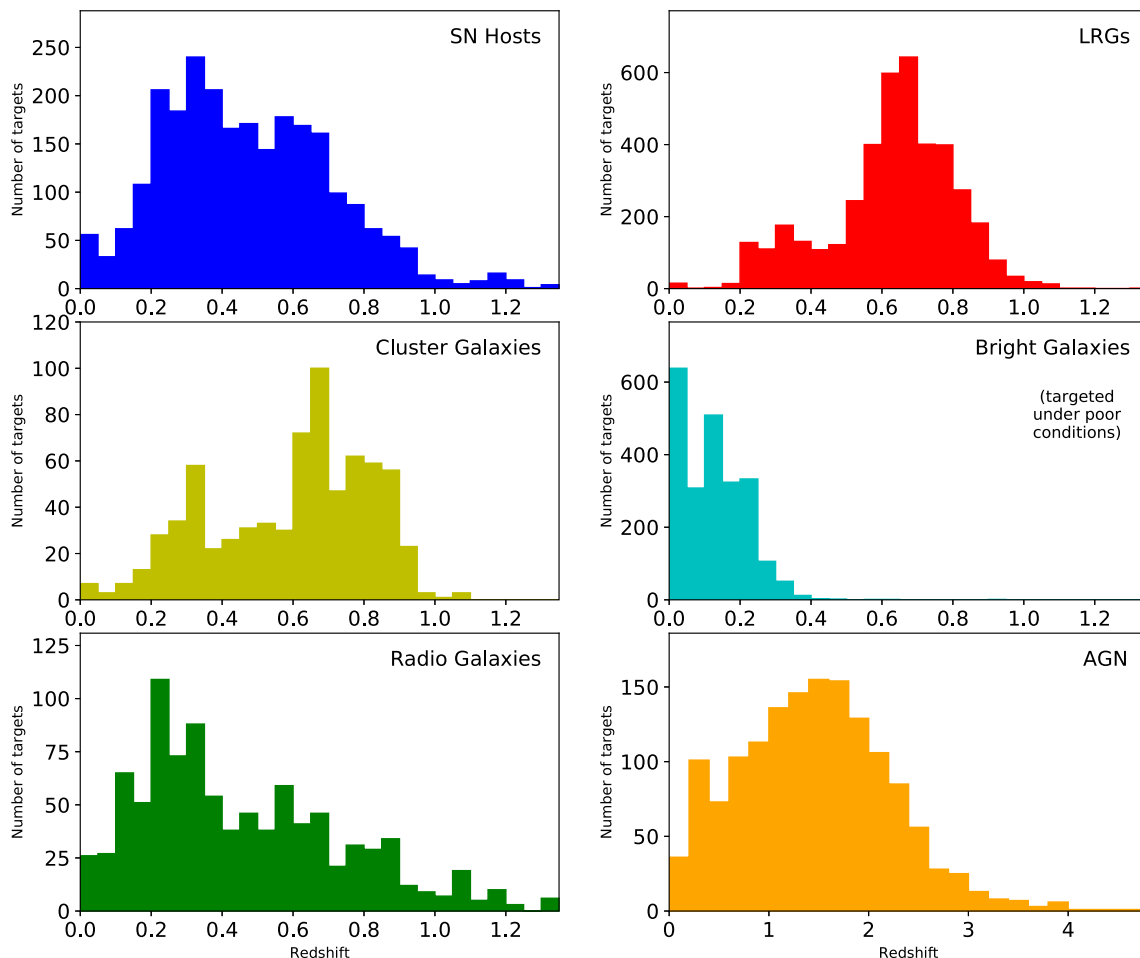 SN Hosts
Number of targets
250
200
150
100
50
0
0.0 0.2 0.4 0.6 0.8 1.0 1.2
LRGs
Number of targets
600
400
200
0
0.0 0.2 0.4 0.6 0.8 1.0 1.2
Cluster Galaxies
Number of targets
120
100
80
60
40
20
0
0.0 0.2 0.4 0.6 0.8 1.0 1.2
Bright Galaxies
(targeted
under poor
conditions)
Number of targets
600
400
200
0
0.0 0.2 0.4 0.6 0.8 1.0 1.2
Radio Galaxies
Number of targets
125
100
75
50
25
0
0.0 0.2 0.4 0.6 0.8 1.0 1.2
Redshift
AGN
Number of targets
150
100
50
0
0 1 2 3 4
Redshift